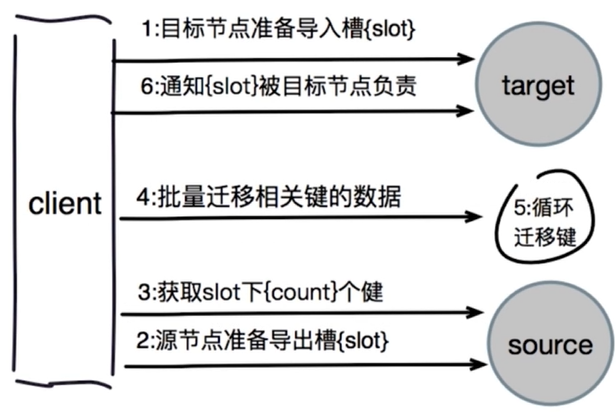 1:目标节点准备导入槽{slot}
6:通知{slot}被目标节点负责
target
client
4:批量迁移相关键的数据
5:循环
迁移键
3:获取slot下{count}个健
2:源节点准备导出槽{slot}
source